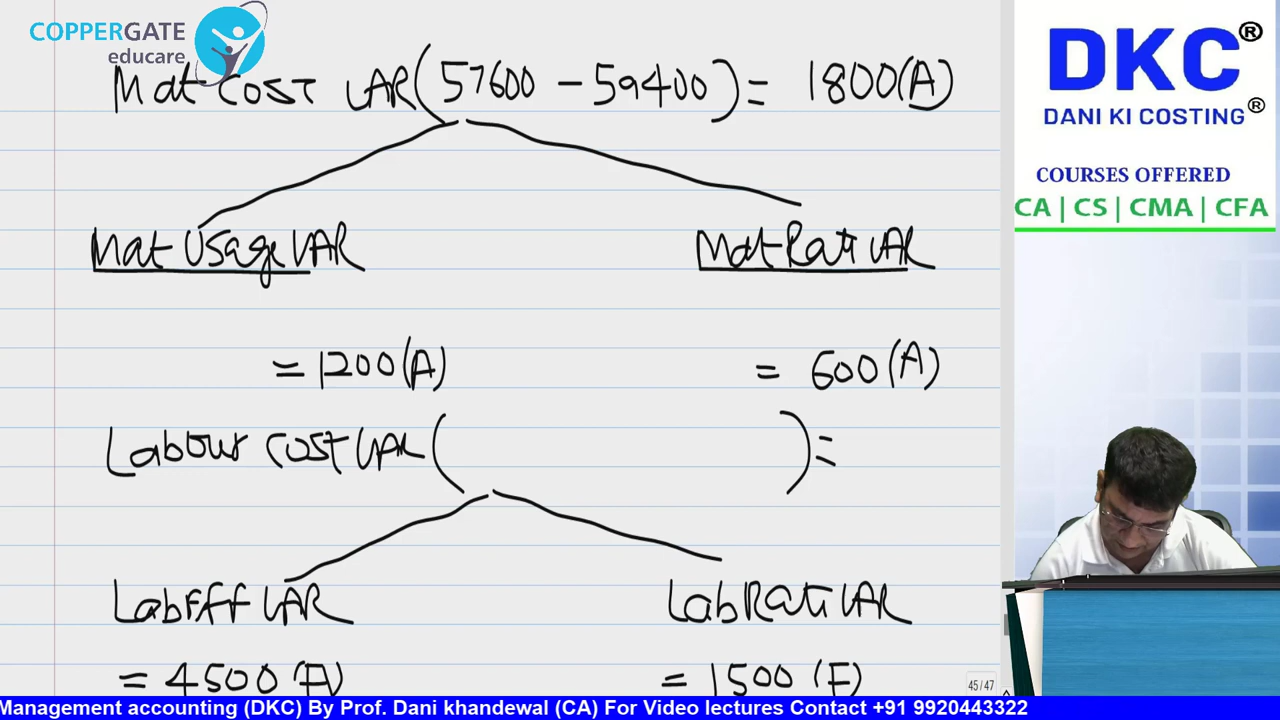 COPPERGATE
educare
Mat Cost VAR (57600 - 59400) = 1800(A)
Mat Usage VAR
Mat Rate VAR
= 1200(A)
= 600(A)
Labour Cost VAR ( ) =
Lab Eff VAR
Lab Rate VAR
= 4500 (F)
= 1500 (F)
45 / 47
DKC®
DANI KI COSTING®
COURSES OFFERED
CA | CS | CMA | CFA
Management accounting (DKC) By Prof. Dani khandewal (CA) For Video lectures Contact +91 9920443322